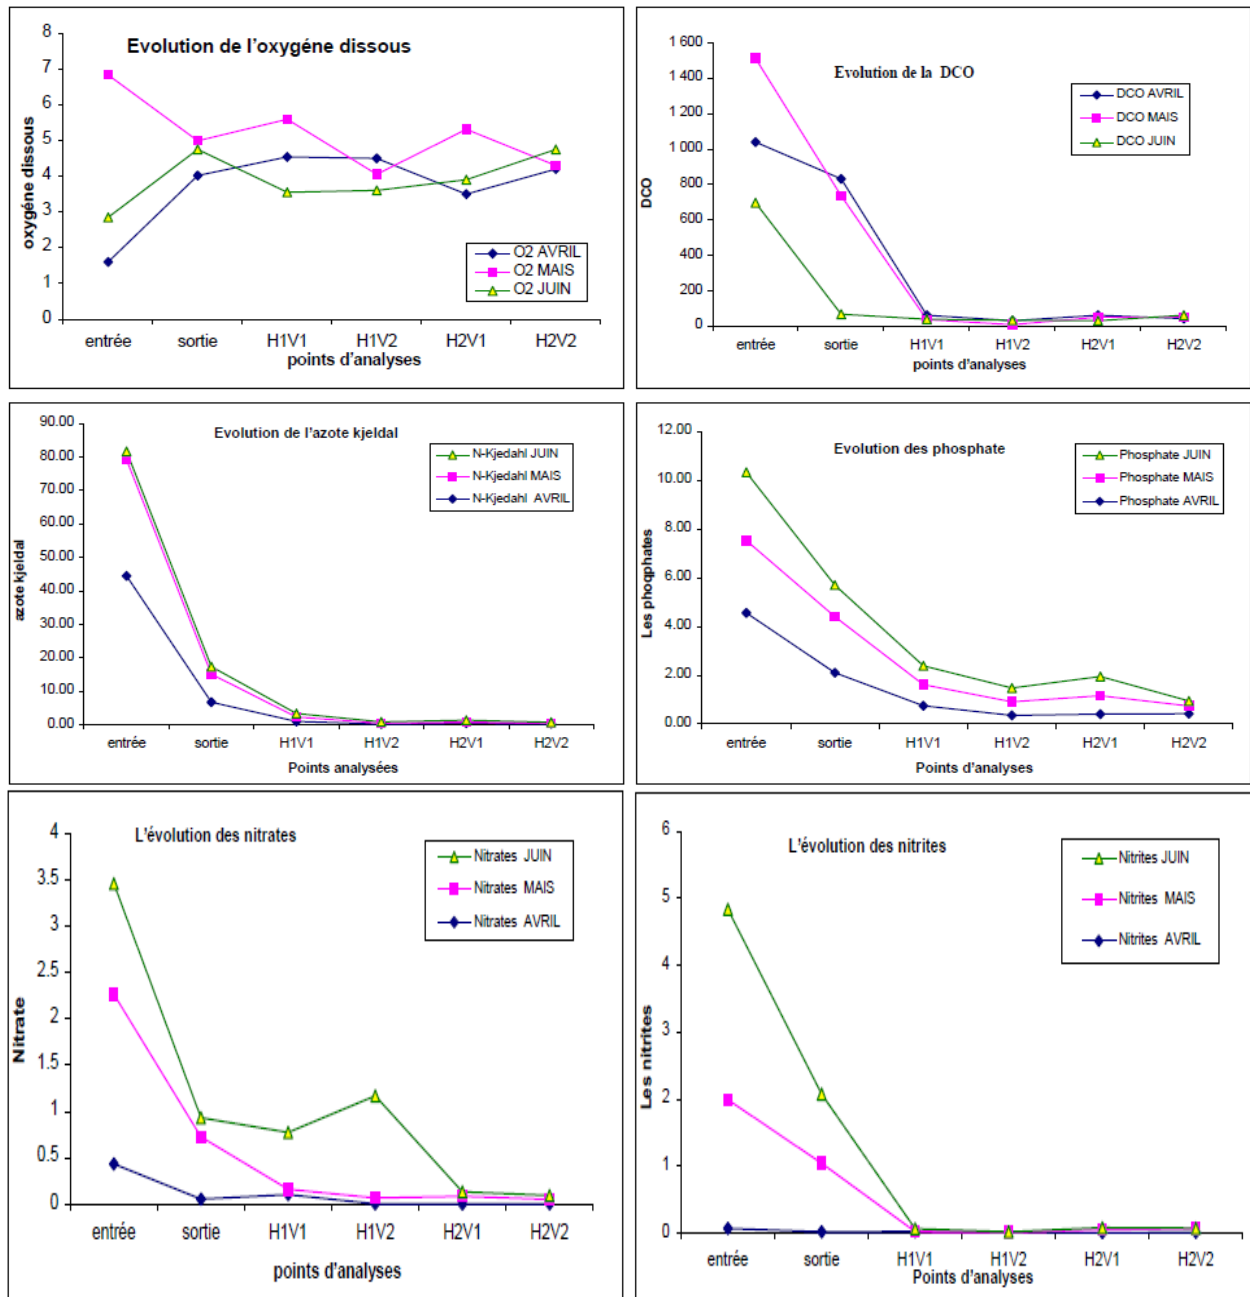 Evolution de l'oxygéne dissous
oxygéne dissous
8
7
6
5
4
3
2
1
0
O2 AVRIL
O2 MAIS
O2 JUIN
entrée sortie H1V1 H1V2 H2V1 H2V2
points d'analyses
Evolution de la DCO
DCO
1 600
1 400
1 200
1 000
800
600
400
200
0
DCO AVRIL
DCO MAIS
DCO JUIN
entrée sortie H1V1 H1V2 H2V1 H2V2
points d'analyses
Evolution de l'azote kjeldal
azote kjeldal
90.00
80.00
70.00
60.00
50.00
40.00
30.00
20.00
10.00
0.00
N-Kjedahl JUIN
N-Kjedahl MAIS
N-Kjedahl AVRIL
entrée sortie H1V1 H1V2 H2V1 H2V2
Points analysées
Evolution des phosphate
Les phoqphates
12.00
10.00
8.00
6.00
4.00
2.00
0.00
Phosphate JUIN
Phosphate MAIS
Phosphate AVRIL
entrée sortie H1V1 H1V2 H2V1 H2V2
Points d'analyses
L'évolution des nitrates
Nitrate
4
3.5
3
2.5
2
1.5
1
0.5
0
Nitrates JUIN
Nitrates MAIS
Nitrates AVRIL
entrée sortie H1V1 H1V2 H2V1 H2V2
points d'analyses
L'évolution des nitrites
Les nitrites
6
5
4
3
2
1
0
Nitrites JUIN
Nitrites MAIS
Nitrites AVRIL
entrée sortie H1V1 H1V2 H2V1 H2V2
Points d'analyses